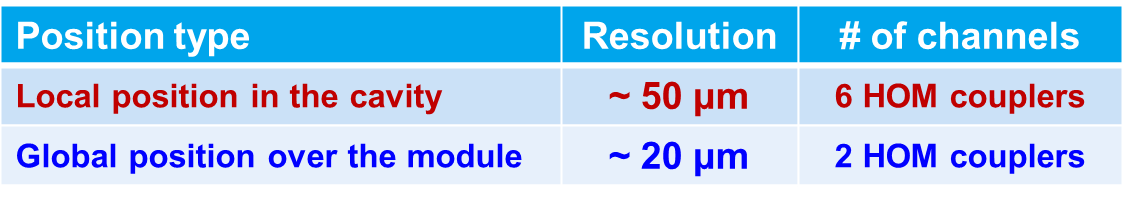 Position type Resolution # of channels
Local position in the cavity ~ 50 µm 6 HOM couplers
Global position over the module ~ 20 µm 2 HOM couplers